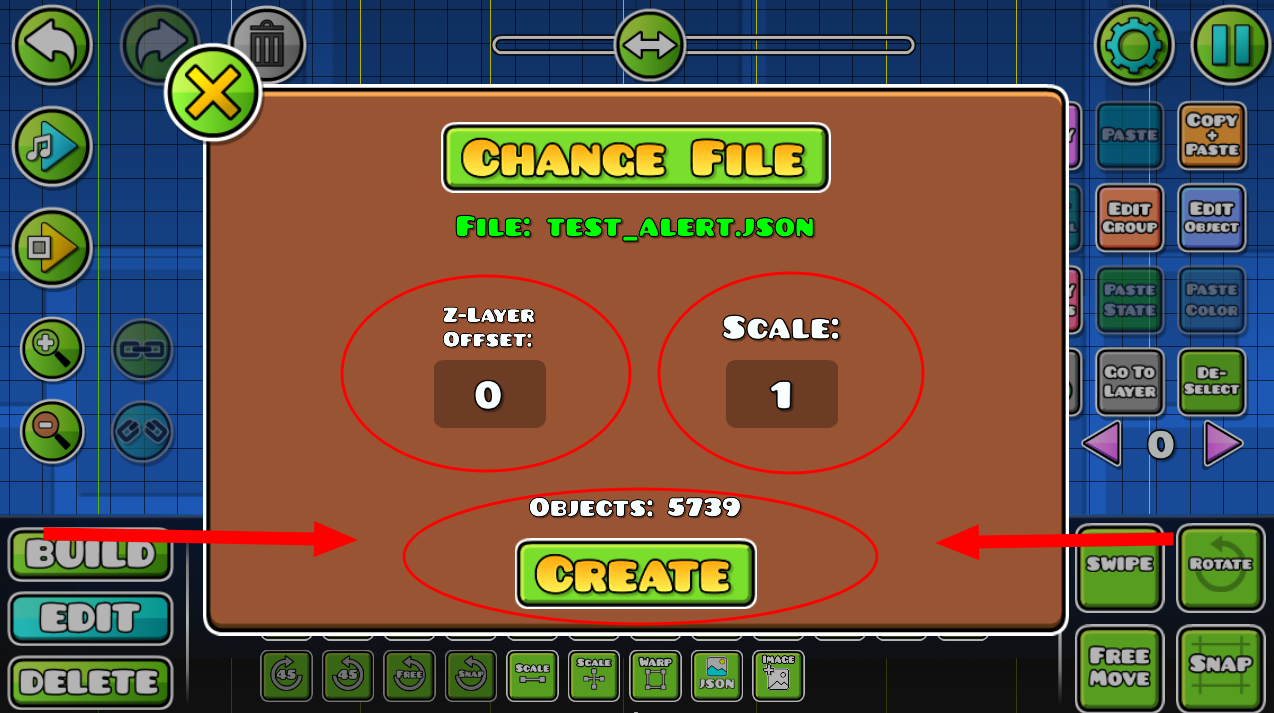 CHANGE FILE
FILE: TEST_ALERT.JSON
Z-LAYER
OFFSET:
0
SCALE:
1
OBJECTS: 5739
CREATE
PASTE
COPY
+
PASTE
EDIT
GROUP
EDIT
OBJECT
PASTE
STATE
PASTE
COLOR
GO TO
LAYER
DE-
SELECT
0
BUILD
EDIT
DELETE
45
45
FREE
SNAP
SCALE
SCALE
WARP
JSON
IMAGE
SWIPE
ROTATE
FREE
MOVE
SNAP